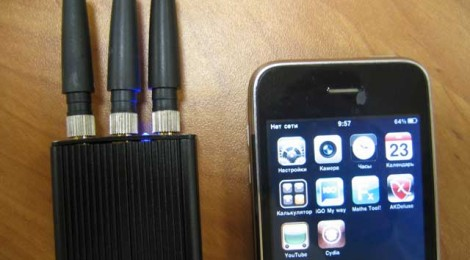 Нет сети 9:57 64%
23
Настройки Камера Часы Календарь
Калькулятор iGO My way Maths Tool! AKDeluxe
YouTube Cydia